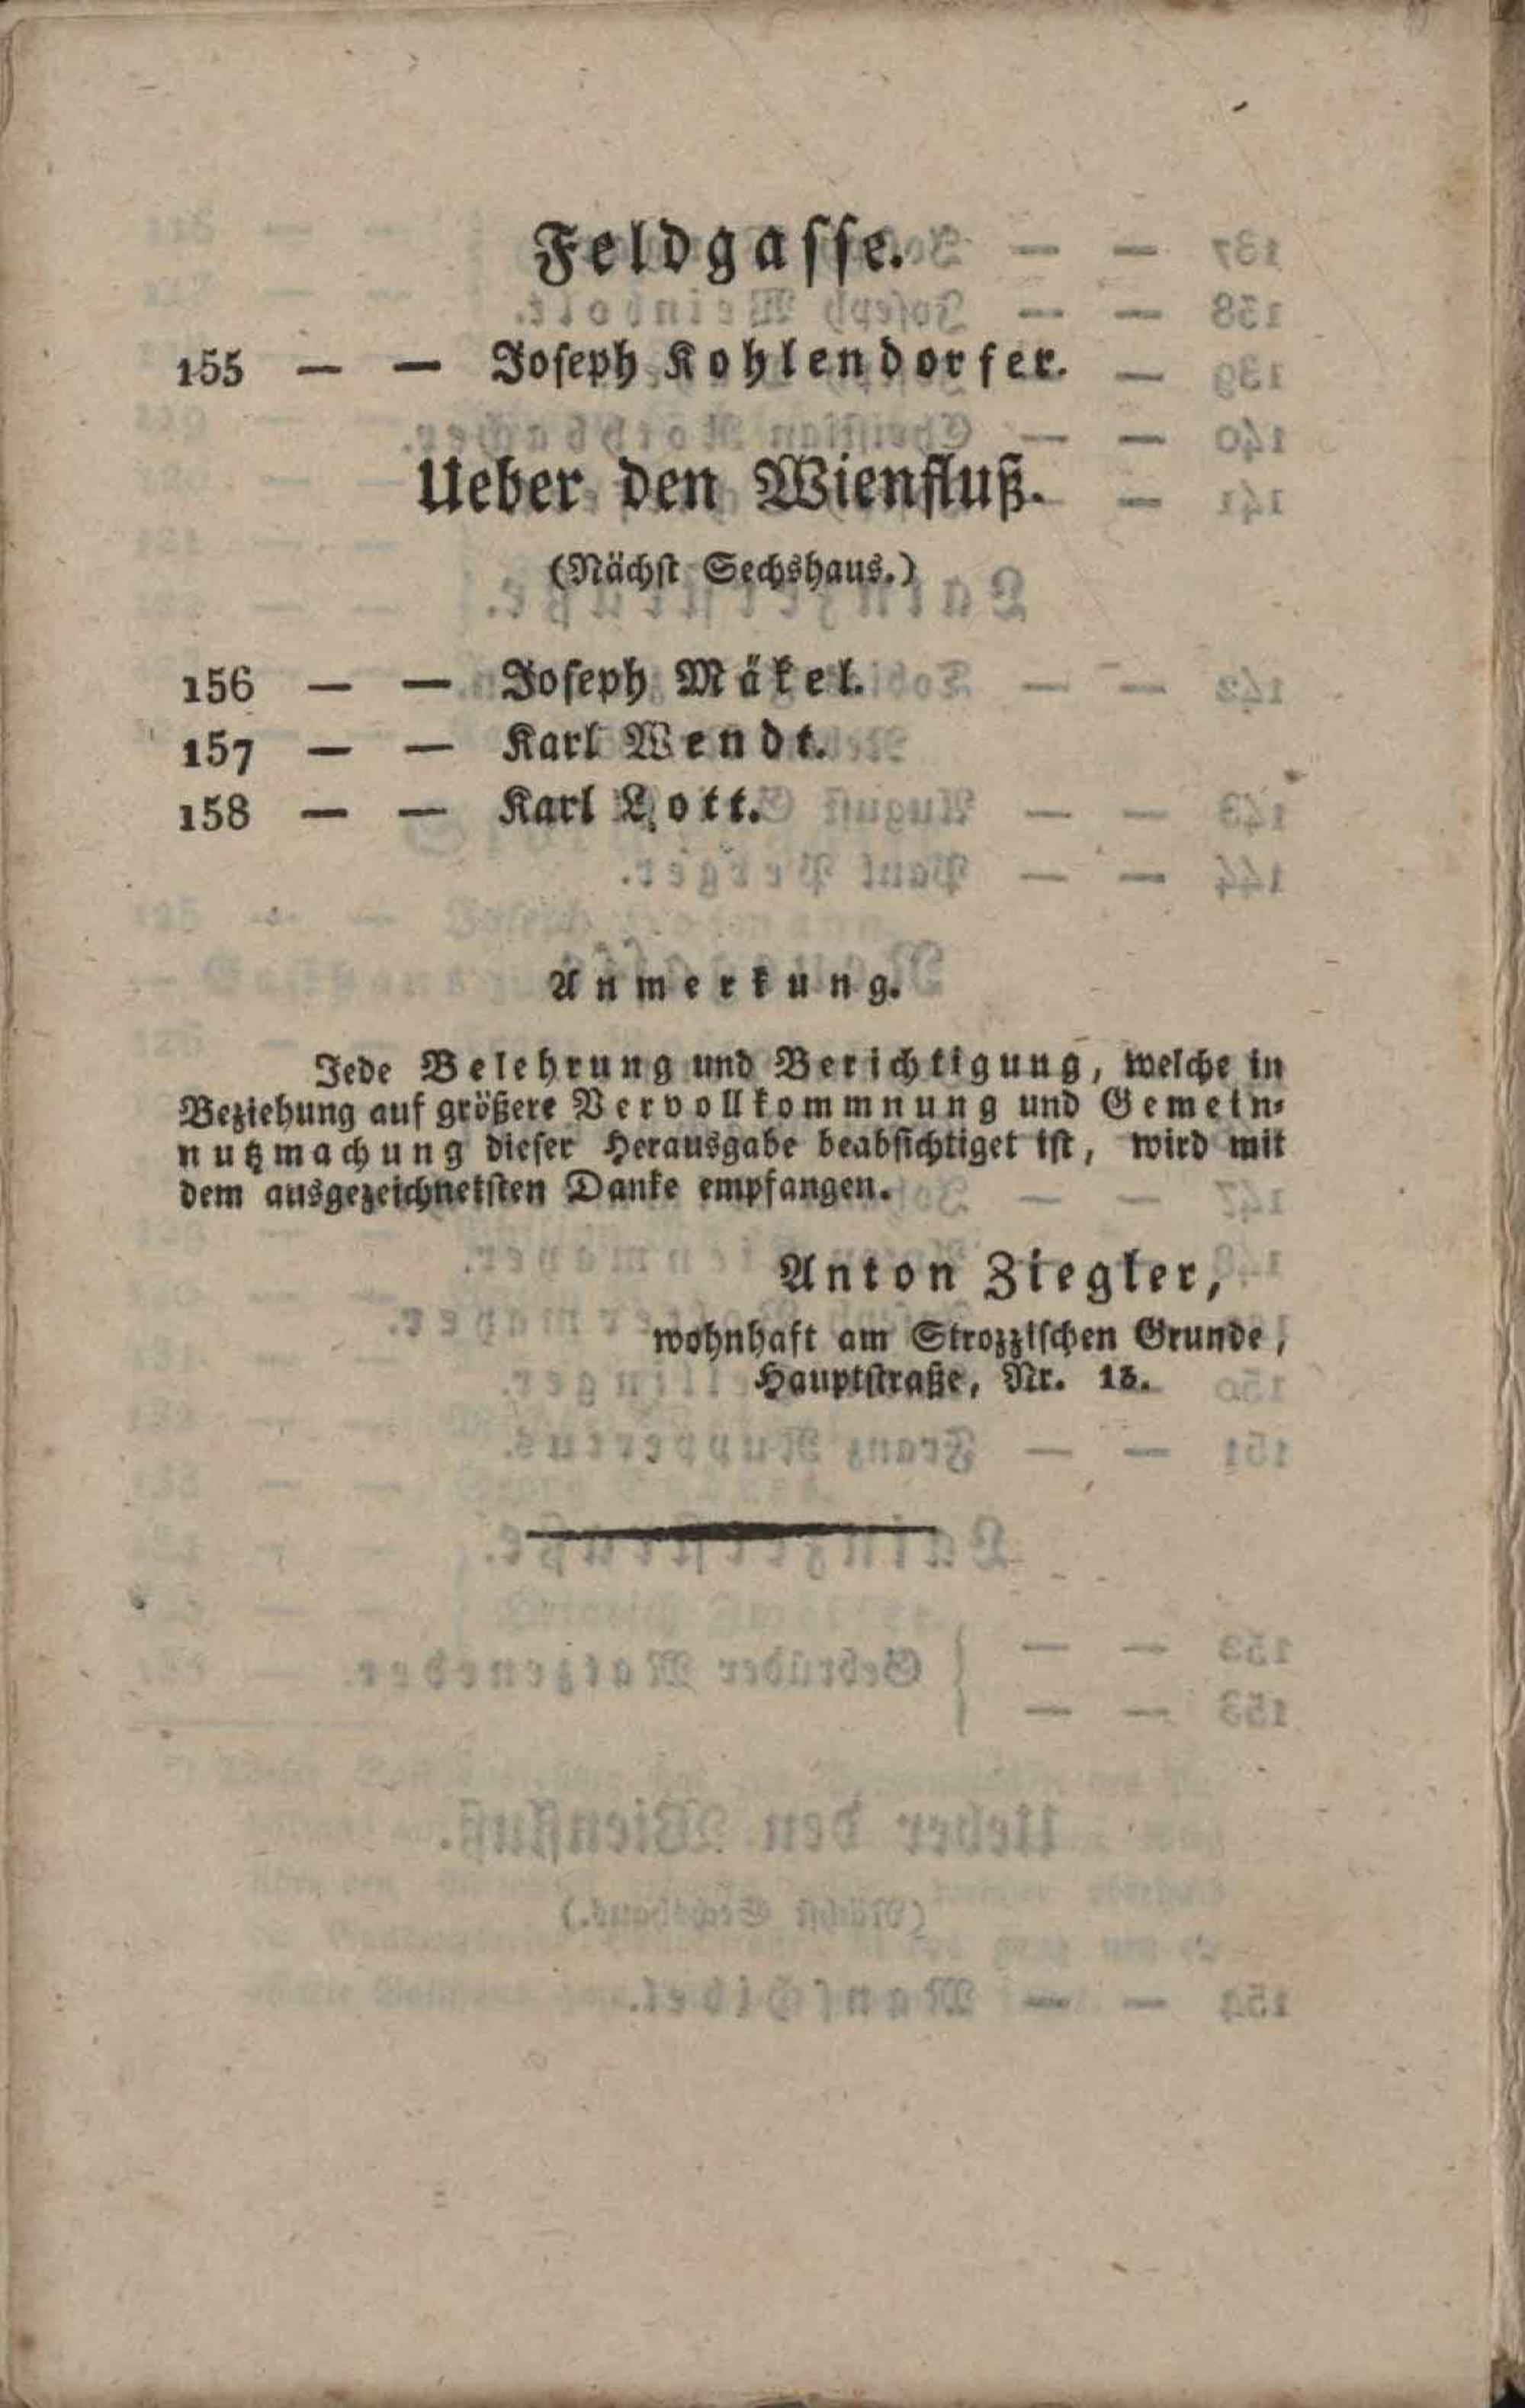 Feldgasse.
155 — — Joseph Kohlendorfer.
Ueber den Wienfluß.
(Nächst Sechshaus.)
156 — — Joseph Mäkel.
157 — — Karl Wendt.
158 — — Karl Lott.
Anmerkung.
Jede Belehrung und Berichtigung, welche in
Beziehung auf größere Vervollkommnung und Gemein-
nutzmachung dieser Herausgabe beabsichtiget ist, wird mit
dem ausgezeichnetsten Danke empfangen.
Anton Ziegler,
wohnhaft am Strozzischen Grunde,
Hauptstraße, Nr. 13.